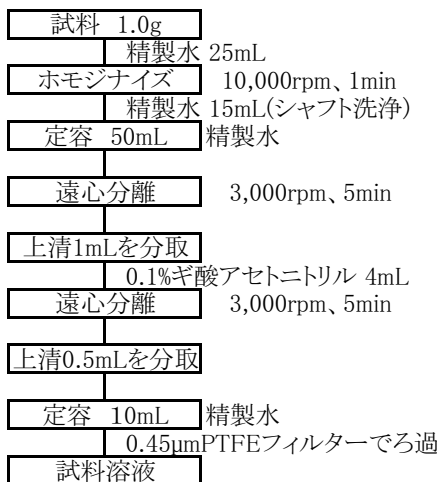 試料 1.0g
精製水 25mL
ホモジナイズ 10,000rpm、1min
精製水 15mL(シャフト洗浄)
定容 50mL 精製水
遠心分離 3,000rpm、5min
上清1mLを分取
0.1%ギ酸アセトニトリル 4mL
遠心分離 3,000rpm、5min
上清0.5mLを分取
定容 10mL 精製水
0.45μmPTFEフィルターでろ過
試料溶液